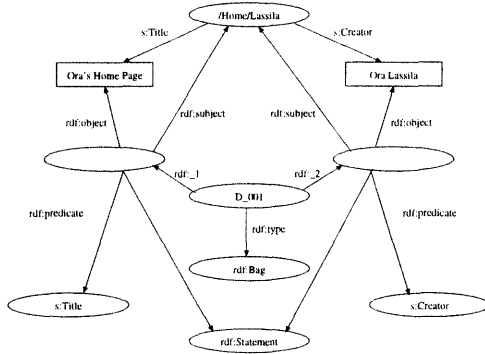 /Home/Lassila
s:Title
s:Creator
Ora's Home Page
Ora Lassila
rdf:object
rdf:subject
rdf:subject
rdf:object
rdf:_1
rdf:_2
D_001
rdf:predicate
rdf:type
rdf:predicate
rdf:Bag
s:Title
s:Creator
rdf:Statement